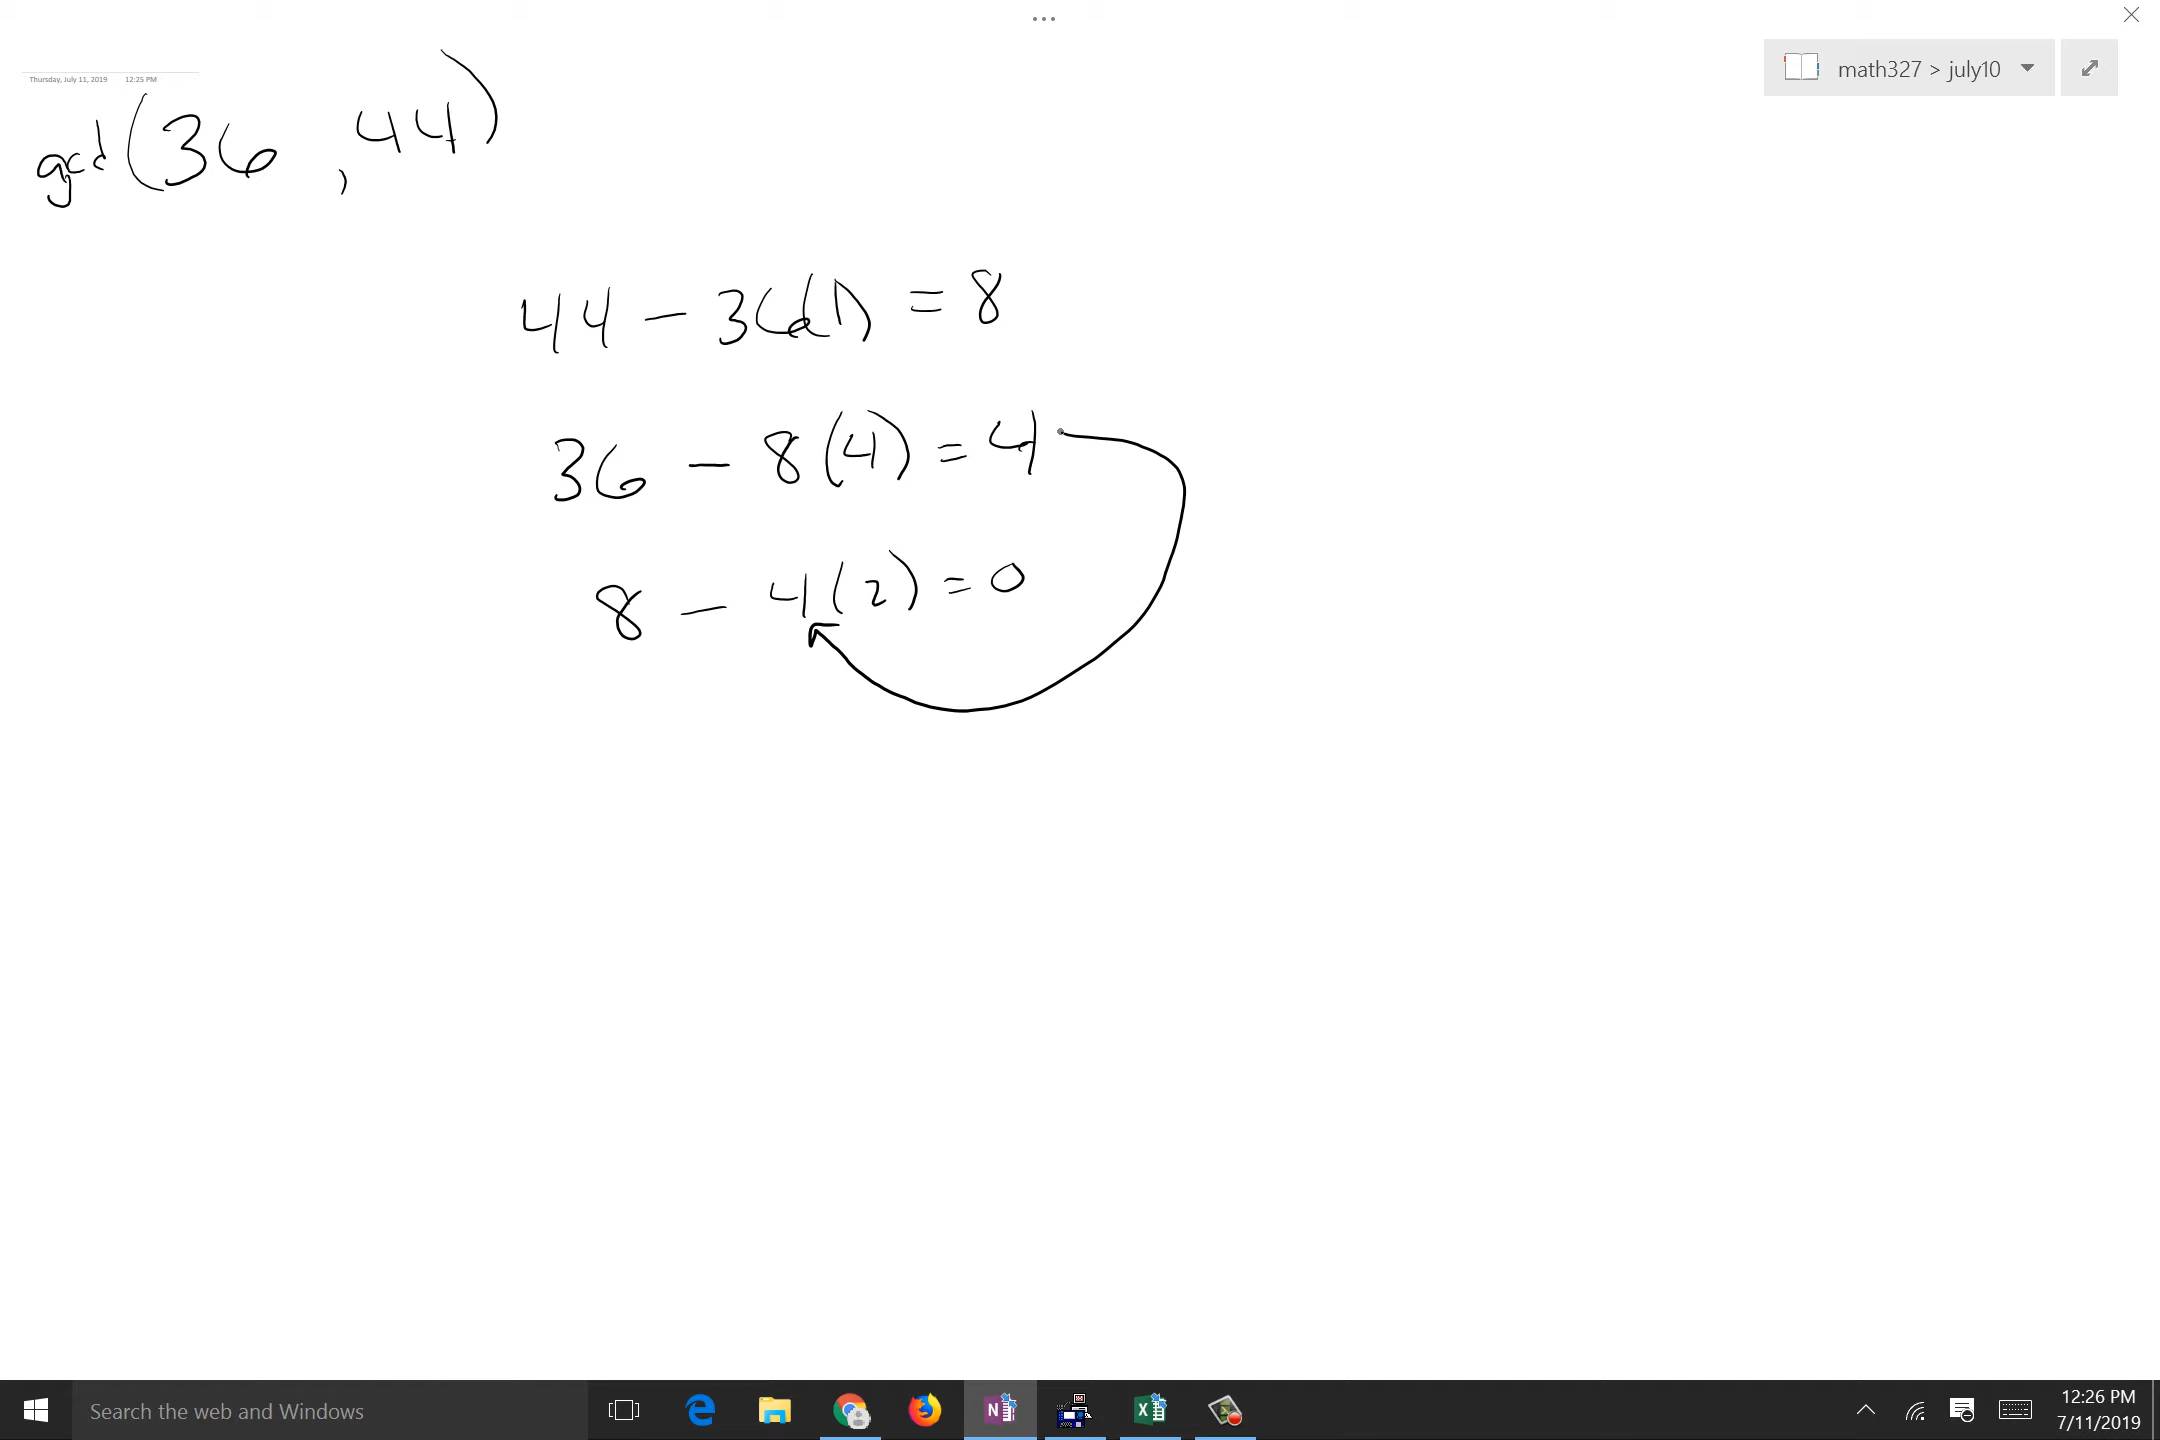 math327 > july10
Thursday, July 11, 2019 12:25 PM
gcd(36, 44)
44 - 36(1) = 8
36 - 8(4) = 4
8 - 4(2) = 0
Search the web and Windows
12:26 PM
7/11/2019